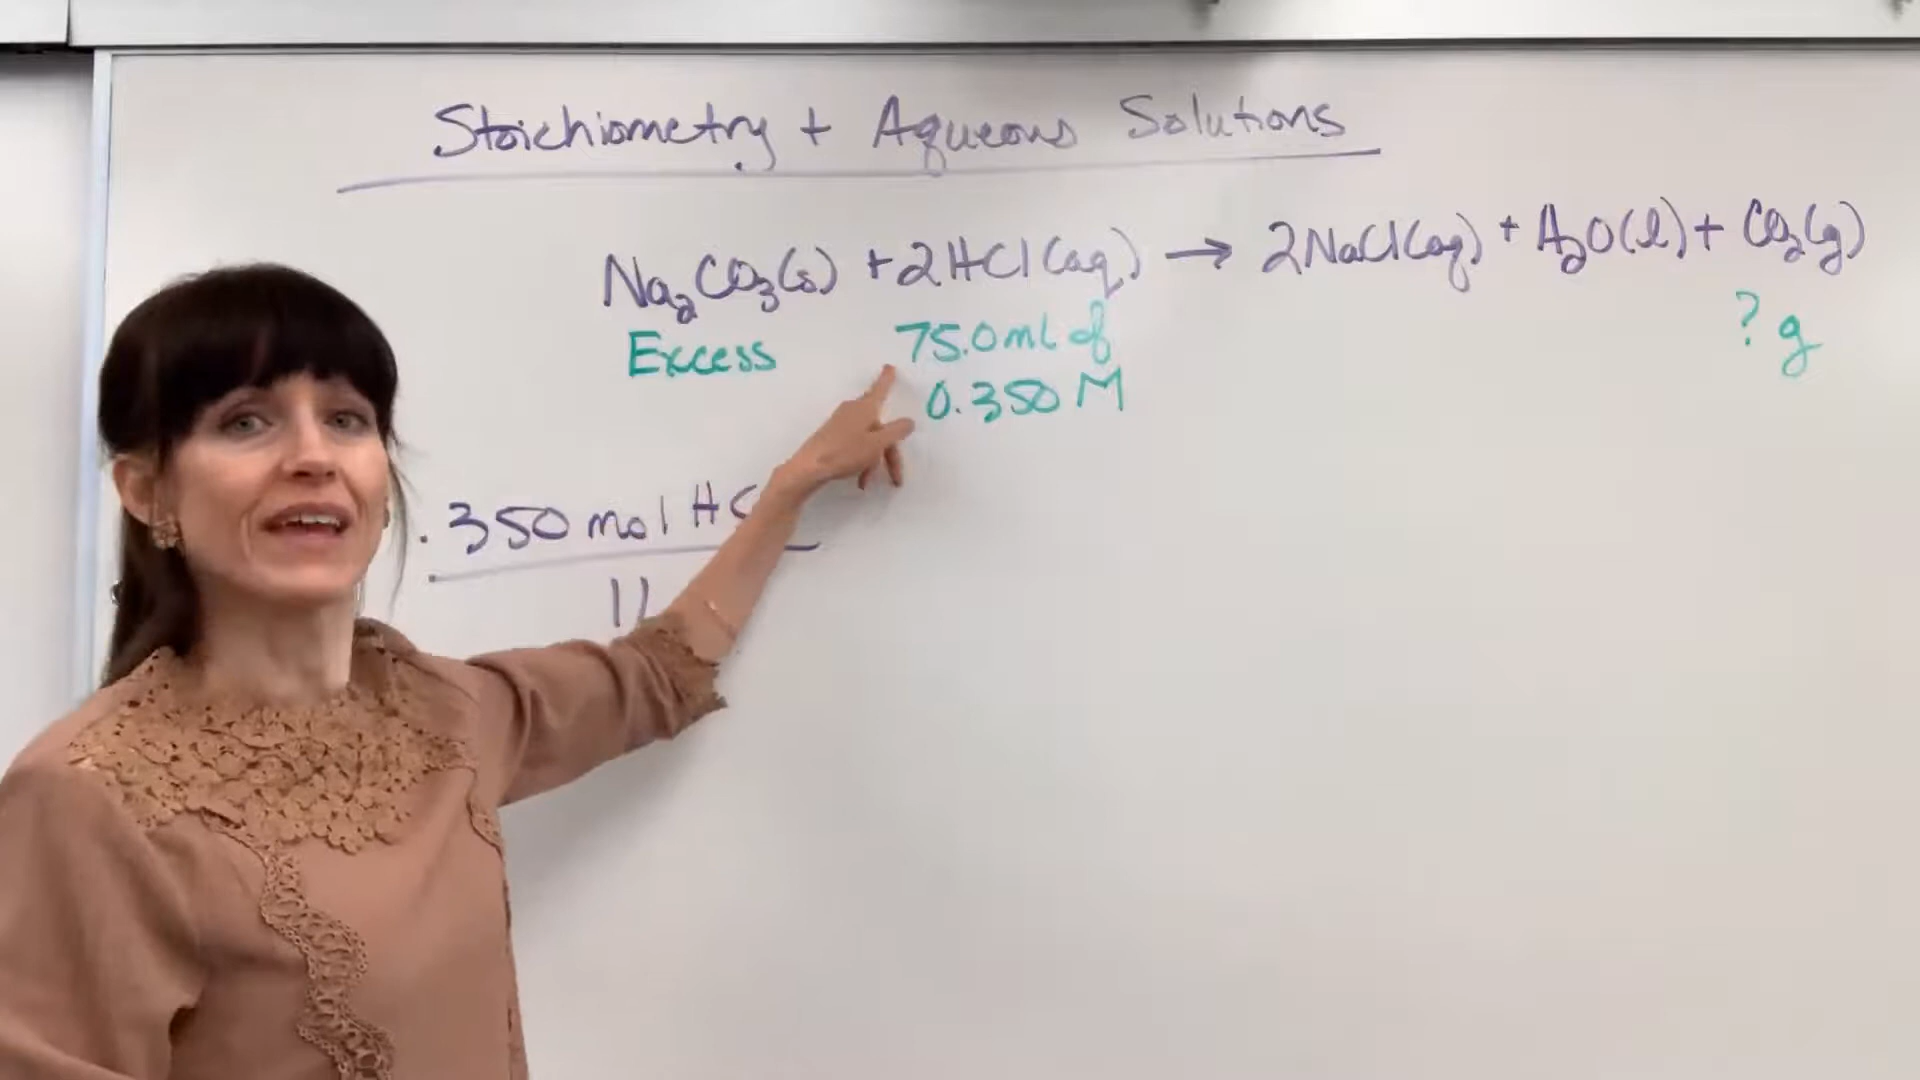 Stoichiometry + Aqueous Solutions
Na₂CO₃(s) + 2HCl(aq) → 2NaCl(aq) + H₂O(l) + CO₂(g)
Excess 75.0 mL of ? g
0.350 M
.350 mol HC
1L